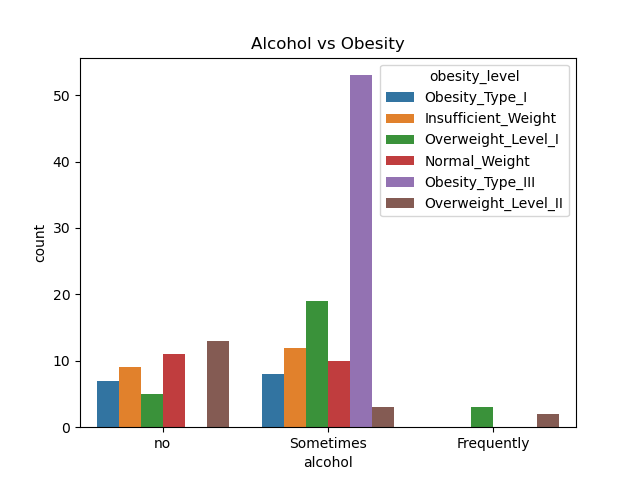 Alcohol vs Obesity
obesity_level
Obesity_Type_I
Insufficient_Weight
Overweight_Level_I
Normal_Weight
Obesity_Type_III
Overweight_Level_II
count
50
40
30
20
10
0
no Sometimes Frequently
alcohol